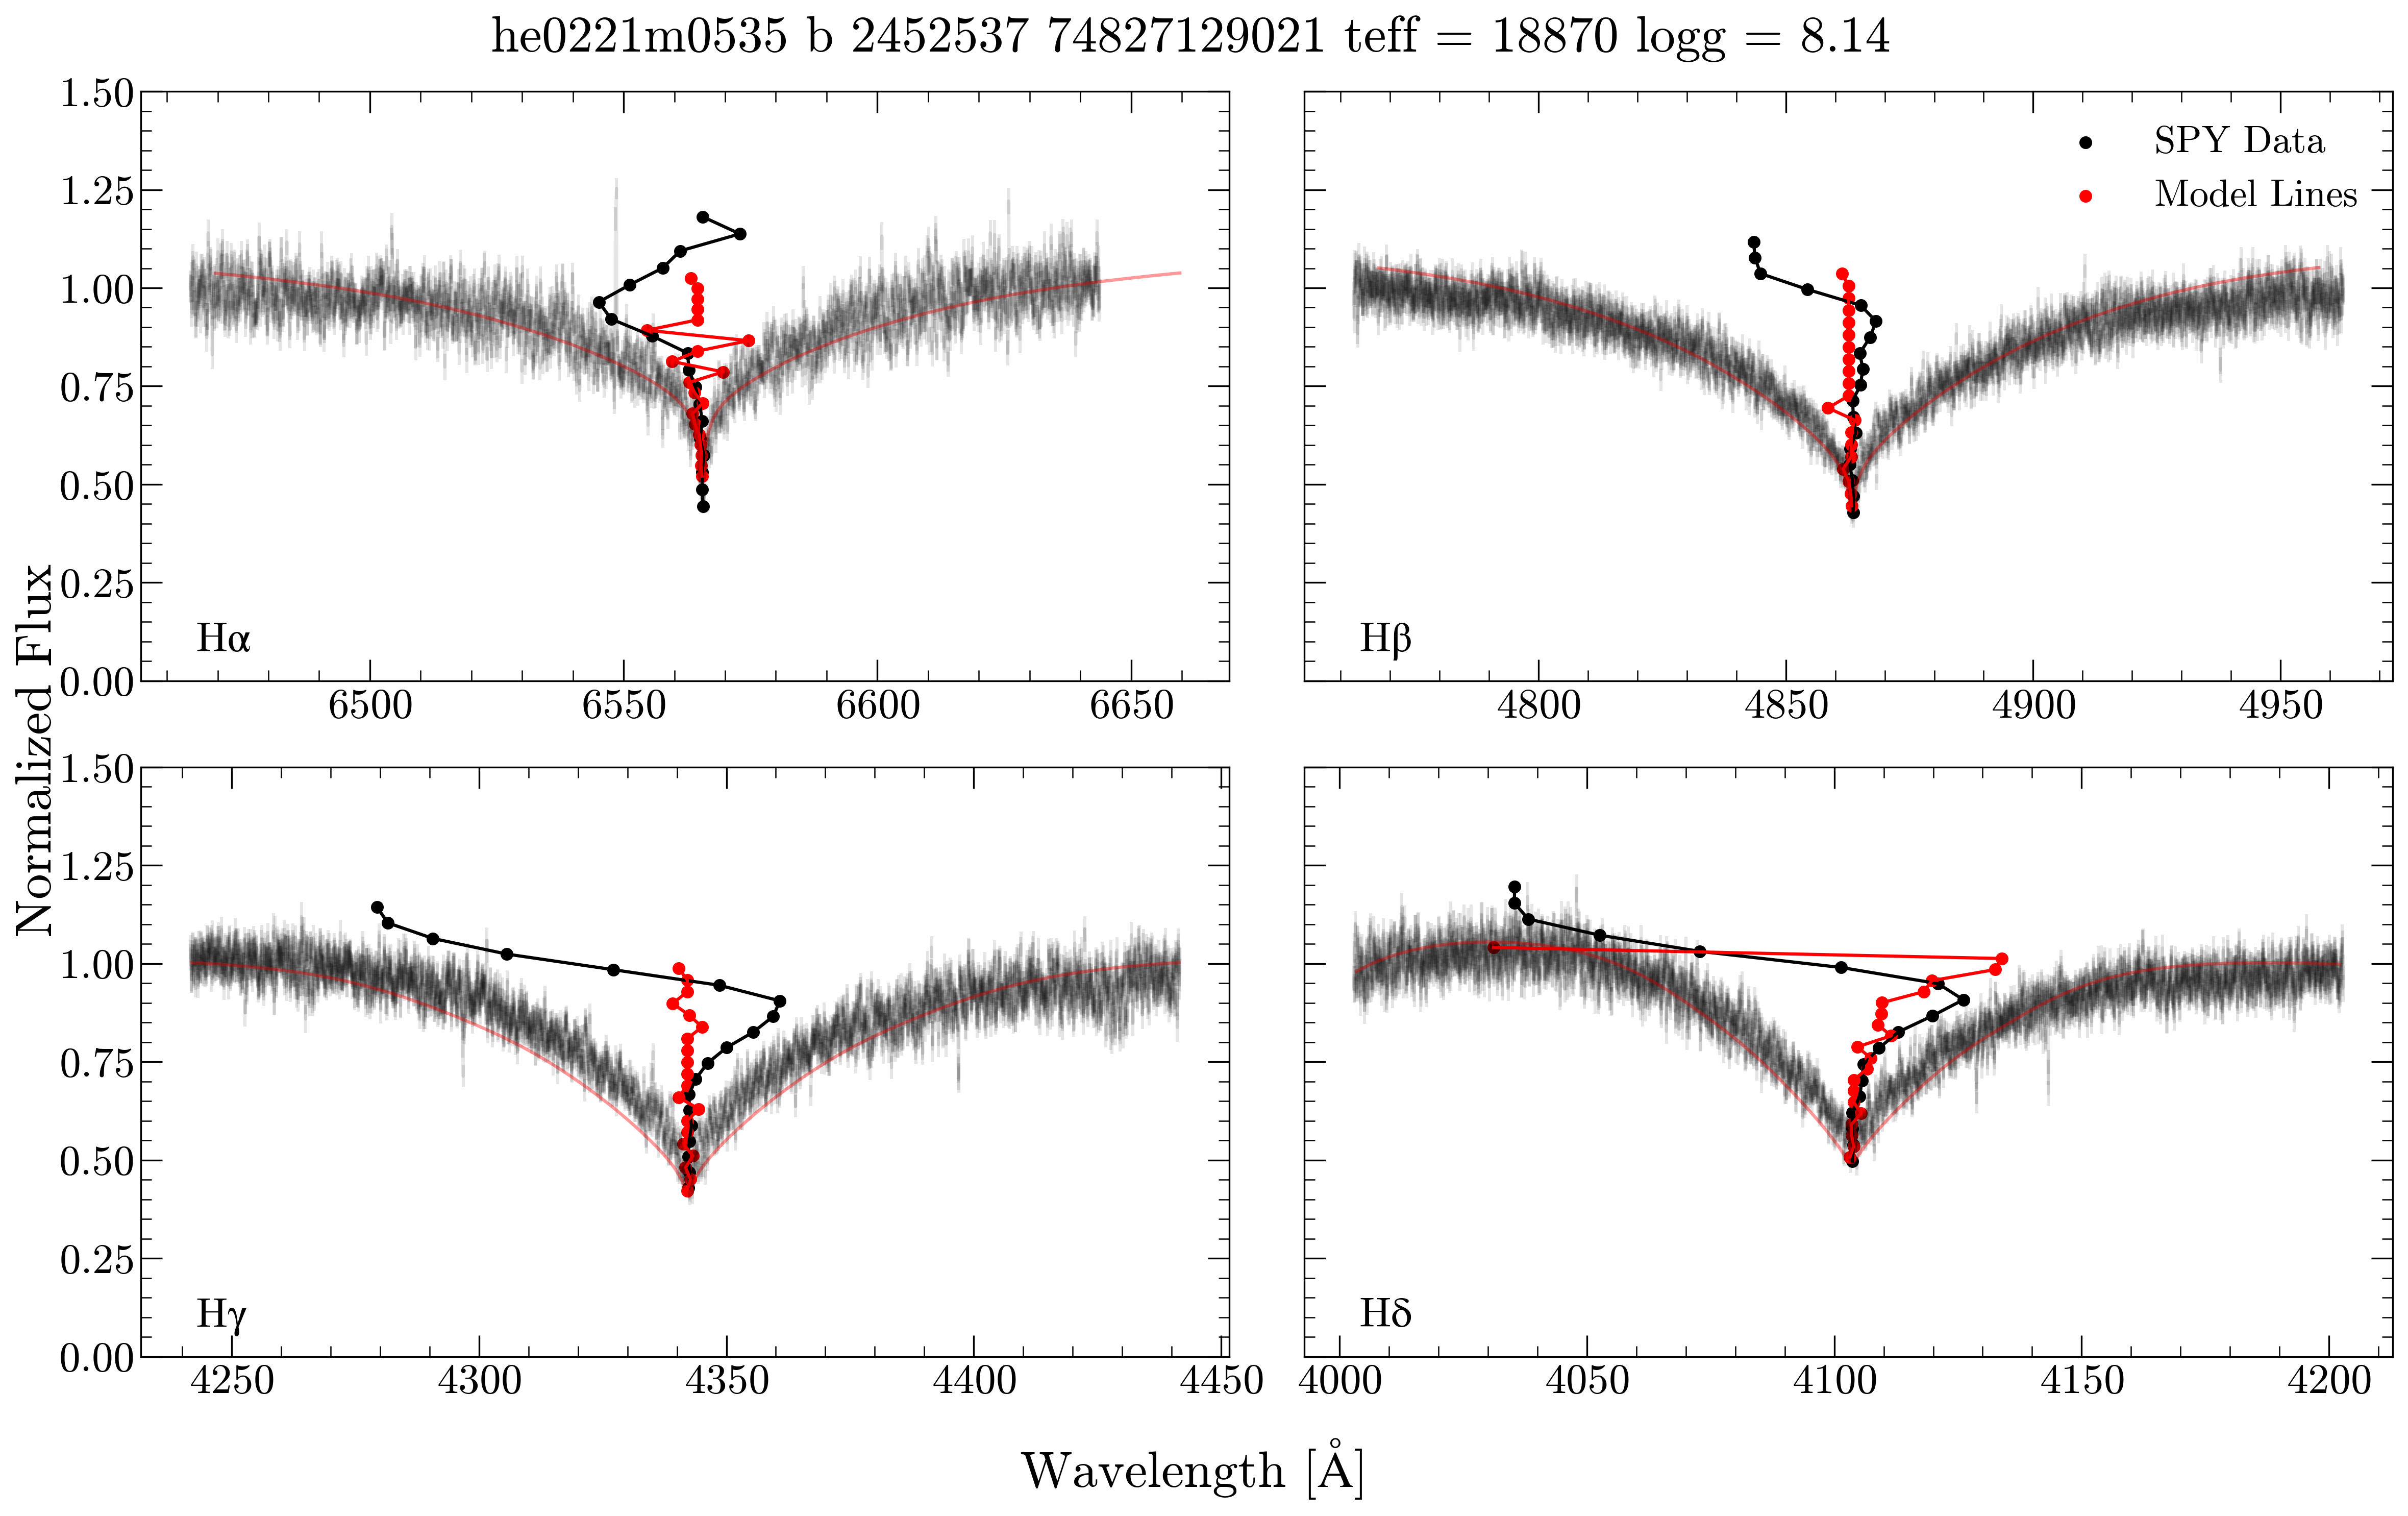 he0221m0535 b 2452537 74827129021 teff = 18870 logg = 8.14
Normalized Flux
1.50
1.25
1.00
0.75
0.50
0.25
0.00
Hα
6500 6550 6600 6650
SPY Data
Model Lines
Hβ
4800 4850 4900 4950
1.50
1.25
1.00
0.75
0.50
0.25
0.00
Hγ
4250 4300 4350 4400 4450
Hδ
4000 4050 4100 4150 4200
Wavelength [Å]